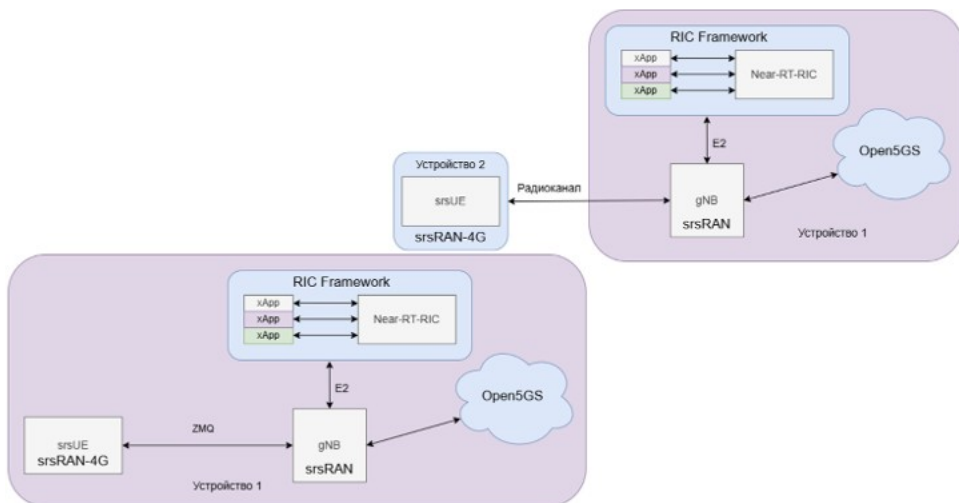 RIC Framework
xApp
xApp
xApp
Near-RT-RIC
E2
Open5GS
Устройство 2
srsUE
srsRAN-4G
Радиоканал
gNB
srsRAN
Устройство 1
RIC Framework
xApp
xApp
xApp
Near-RT-RIC
E2
Open5GS
ZMQ
srsUE
srsRAN-4G
gNB
srsRAN
Устройство 1